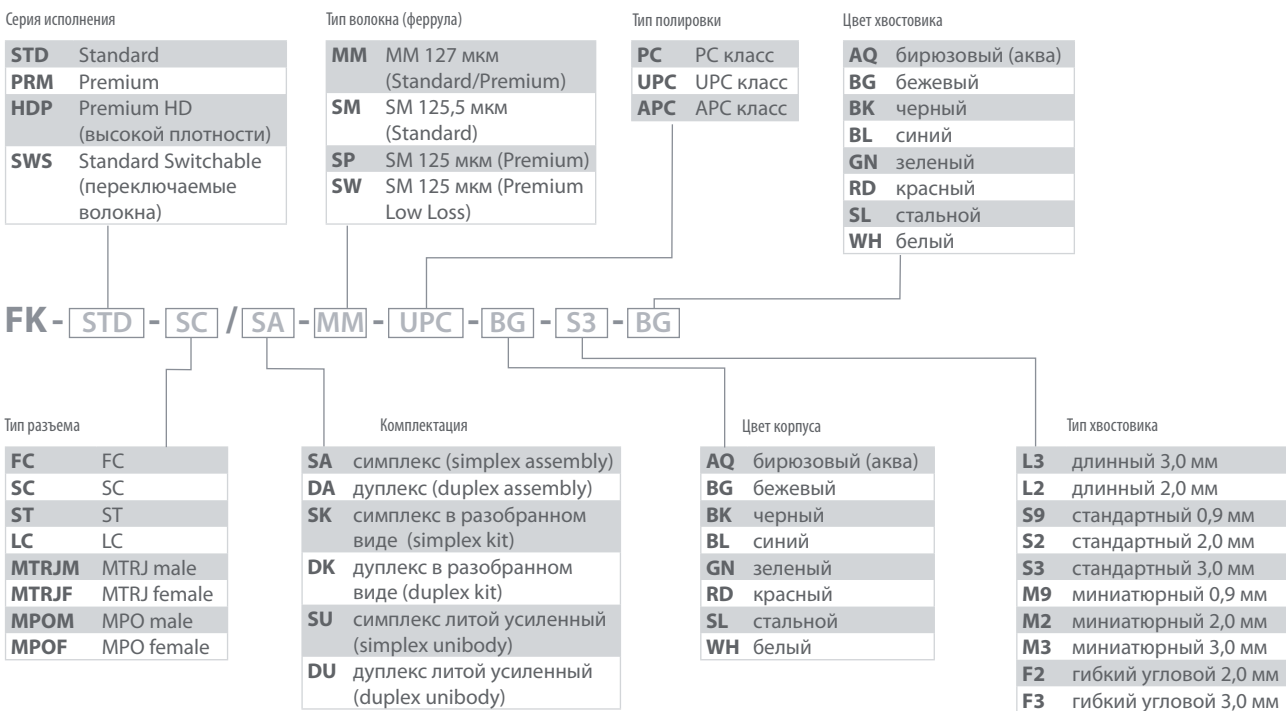 Серия исполнения
STD Standard
PRM Premium
HDP Premium HD
(высокой плотности)
SWS Standard Switchable
(переключаемые
волокна)
Тип волокна (феррула)
MM MM 127 мкм
(Standard/Premium)
SM SM 125,5 мкм
(Standard)
SP SM 125 мкм (Premium)
SW SM 125 мкм (Premium
Low Loss)
Тип полировки
PC PC класс
UPC UPC класс
APC APC класс
Цвет хвостовика
AQ бирюзовый (аква)
BG бежевый
BK черный
BL синий
GN зеленый
RD красный
SL стальной
WH белый
FK - STD - SC / SA - MM - UPC - BG - S3 - BG
Тип разъема
FC FC
SC SC
ST ST
LC LC
MTRJM MTRJ male
MTRJF MTRJ female
MPOM MPO male
MPOF MPO female
Комплектация
SA симплекс (simplex assembly)
DA дуплекс (duplex assembly)
SK симплекс в разобранном
виде (simplex kit)
DK дуплекс в разобранном
виде (duplex kit)
SU симплекс литой усиленный
(simplex unibody)
DU дуплекс литой усиленный
(duplex unibody)
Цвет корпуса
AQ бирюзовый (аква)
BG бежевый
BK черный
BL синий
GN зеленый
RD красный
SL стальной
WH белый
Тип хвостовика
L3 длинный 3,0 мм
L2 длинный 2,0 мм
S9 стандартный 0,9 мм
S2 стандартный 2,0 мм
S3 стандартный 3,0 мм
M9 миниатюрный 0,9 мм
M2 миниатюрный 2,0 мм
M3 миниатюрный 3,0 мм
F2 гибкий угловой 2,0 мм
F3 гибкий угловой 3,0 мм